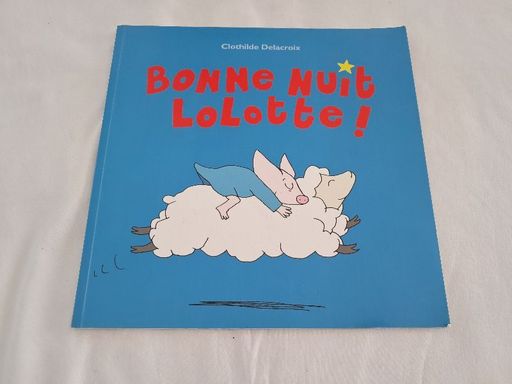 Clothilde Delacroix
BONNE NUit
LoLotte !